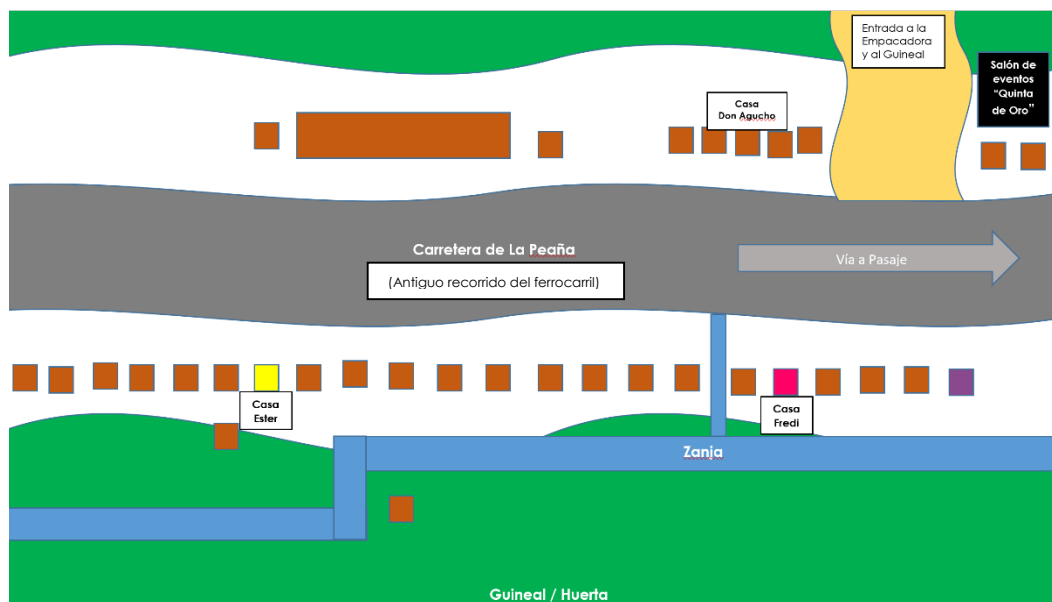 Entrada a la
Empacadora
y al Guineal
Salón de
eventos
“Quinta
de Oro”
Casa
Don Agucho
Carretera de La Peaña
(Antiguo recorrido del ferrocarril)
Vía a Pasaje
Casa
Ester
Casa
Fredi
Zanja
Guineal / Huerta